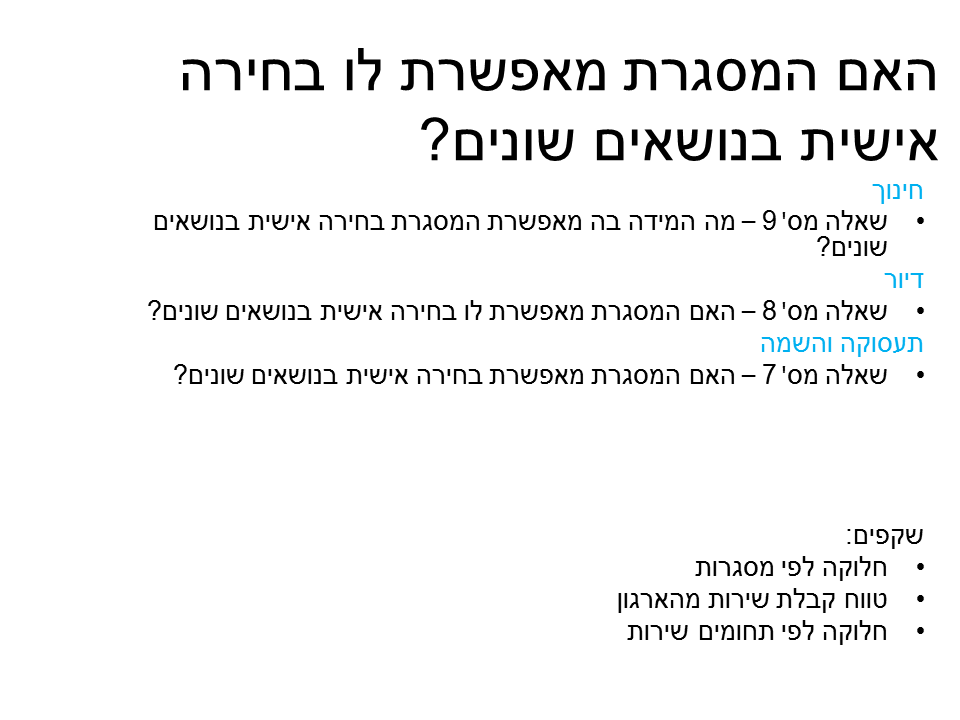 האם המסגרת מאפשרת לו בחירה
אישית בנושאים שונים?
חינוך
• שאלה מס' 9 – מה המידה בה מאפשרת המסגרת בחירה אישית בנושאים
שונים?
דיור
• שאלה מס' 8 – האם המסגרת מאפשרת לו בחירה אישית בנושאים שונים?
תעסוקה והשמה
• שאלה מס' 7 – האם המסגרת מאפשרת בחירה אישית בנושאים שונים?
שקפים:
• חלוקה לפי מסגרות
• טווח קבלת שירות מהארגון
• חלוקה לפי תחומים שירות